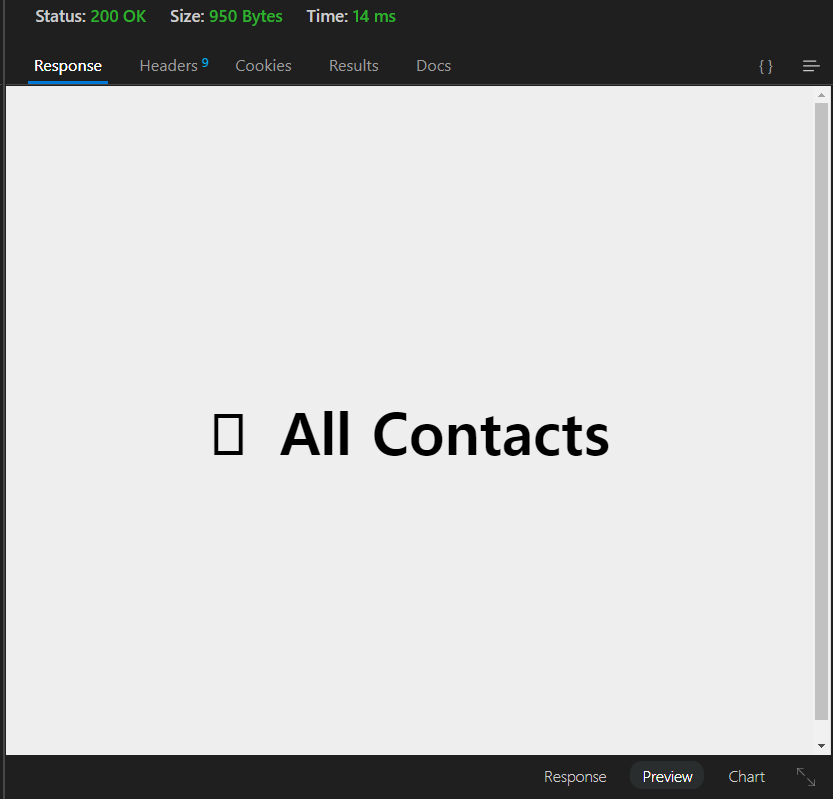 Status: 200 OK Size: 950 Bytes Time: 14 ms
Response Headers 9 Cookies Results Docs { }
All Contacts
Response Preview Chart